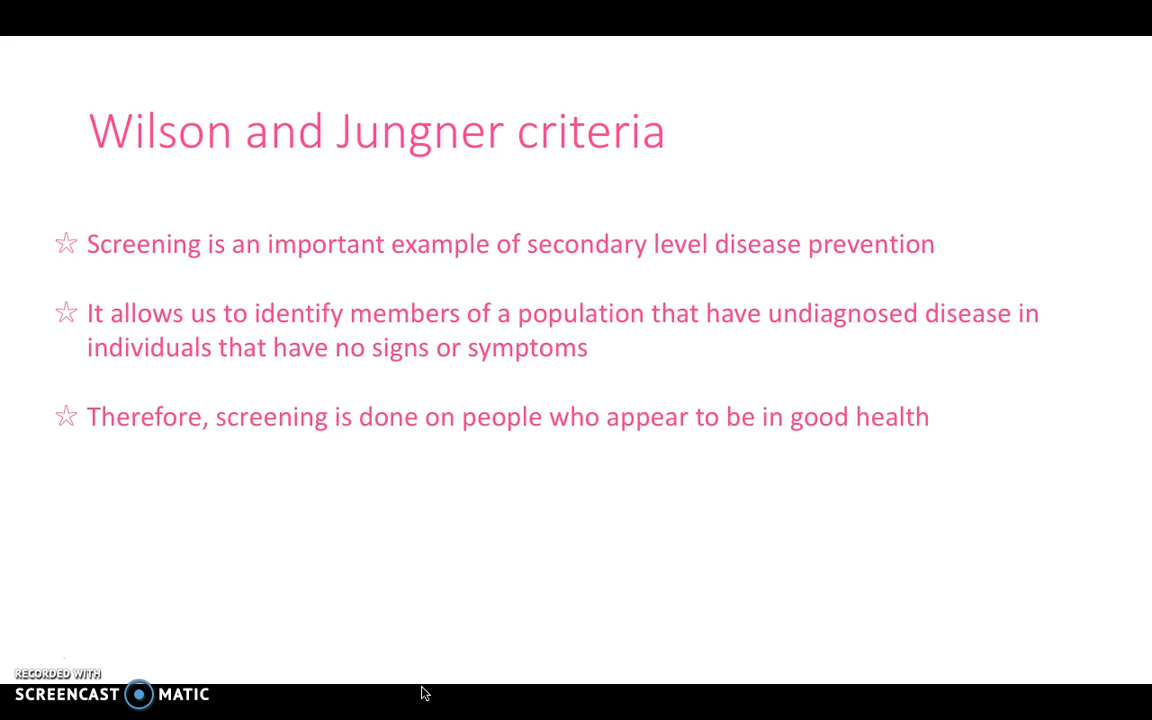 Wilson and Jungner criteria
☆ Screening is an important example of secondary level disease prevention
☆ It allows us to identify members of a population that have undiagnosed disease in
individuals that have no signs or symptoms
☆ Therefore, screening is done on people who appear to be in good health
RECORDED WITH
SCREENCAST MATIC